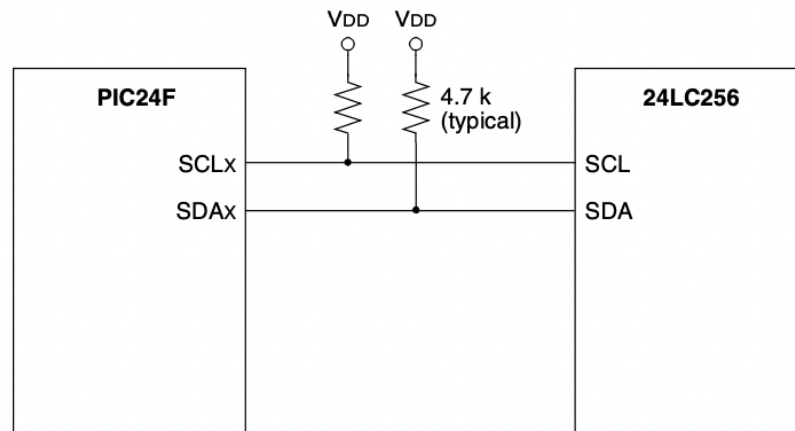 VDD VDD
PIC24F
4.7 k
(typical)
24LC256
SCLx
SCL
SDAx
SDA